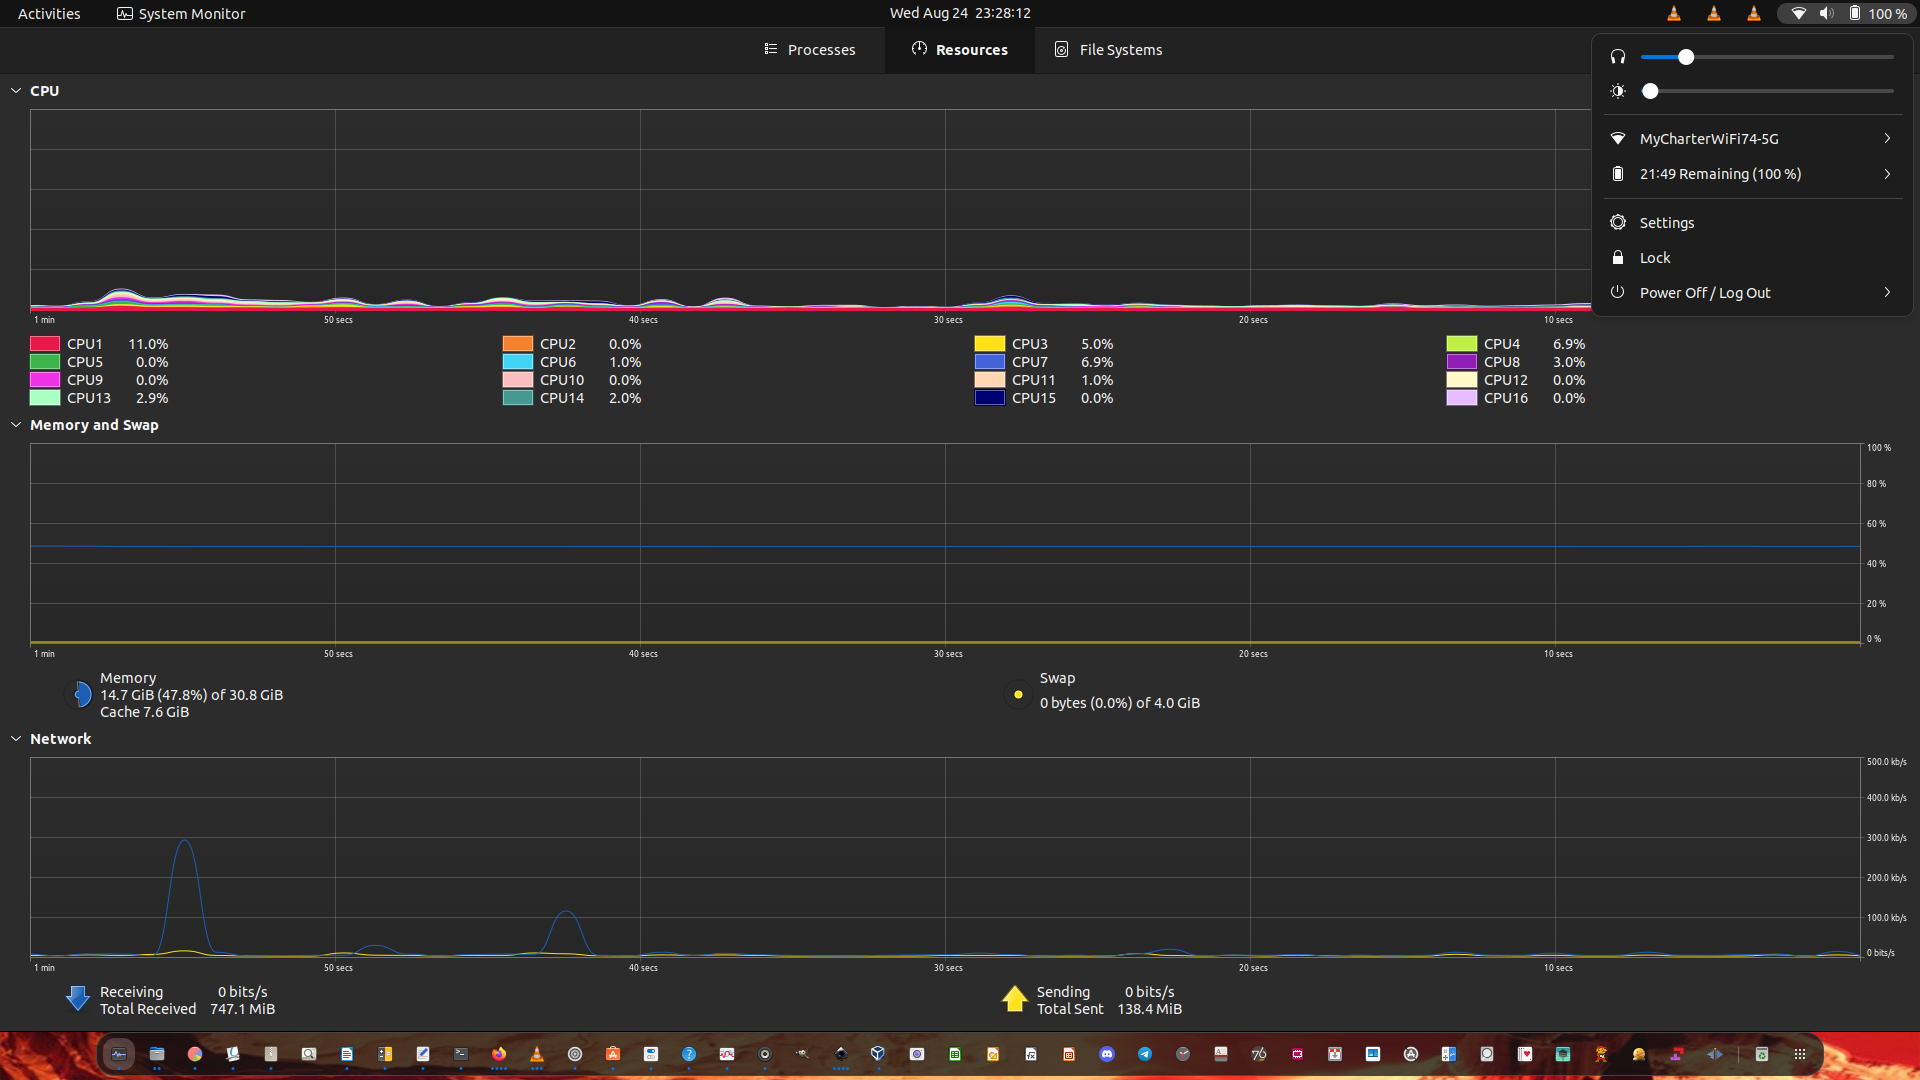 Activities
System Monitor
Wed Aug 24 23:28:12
100 %
Processes
Resources
File Systems
MyCharterWiFi74-5G
21:49 Remaining (100 %)
Settings
Lock
Power Off / Log Out
CPU
1 min 50 secs 40 secs 30 secs 20 secs 10 secs
CPU1 11.0% CPU2 0.0% CPU3 5.0% CPU4 6.9%
CPU5 0.0% CPU6 1.0% CPU7 6.9% CPU8 3.0%
CPU9 0.0% CPU10 0.0% CPU11 1.0% CPU12 0.0%
CPU13 2.9% CPU14 2.0% CPU15 0.0% CPU16 0.0%
Memory and Swap
100 %
80 %
60 %
40 %
20 %
0 %
1 min 50 secs 40 secs 30 secs 20 secs 10 secs
Memory
14.7 GiB (47.8%) of 30.8 GiB
Cache 7.6 GiB
Swap
0 bytes (0.0%) of 4.0 GiB
Network
500.0 kb/s
400.0 kb/s
300.0 kb/s
200.0 kb/s
100.0 kb/s
0 bits/s
1 min 50 secs 40 secs 30 secs 20 secs 10 secs
Receiving 0 bits/s
Total Received 747.1 MiB
Sending 0 bits/s
Total Sent 138.4 MiB
76